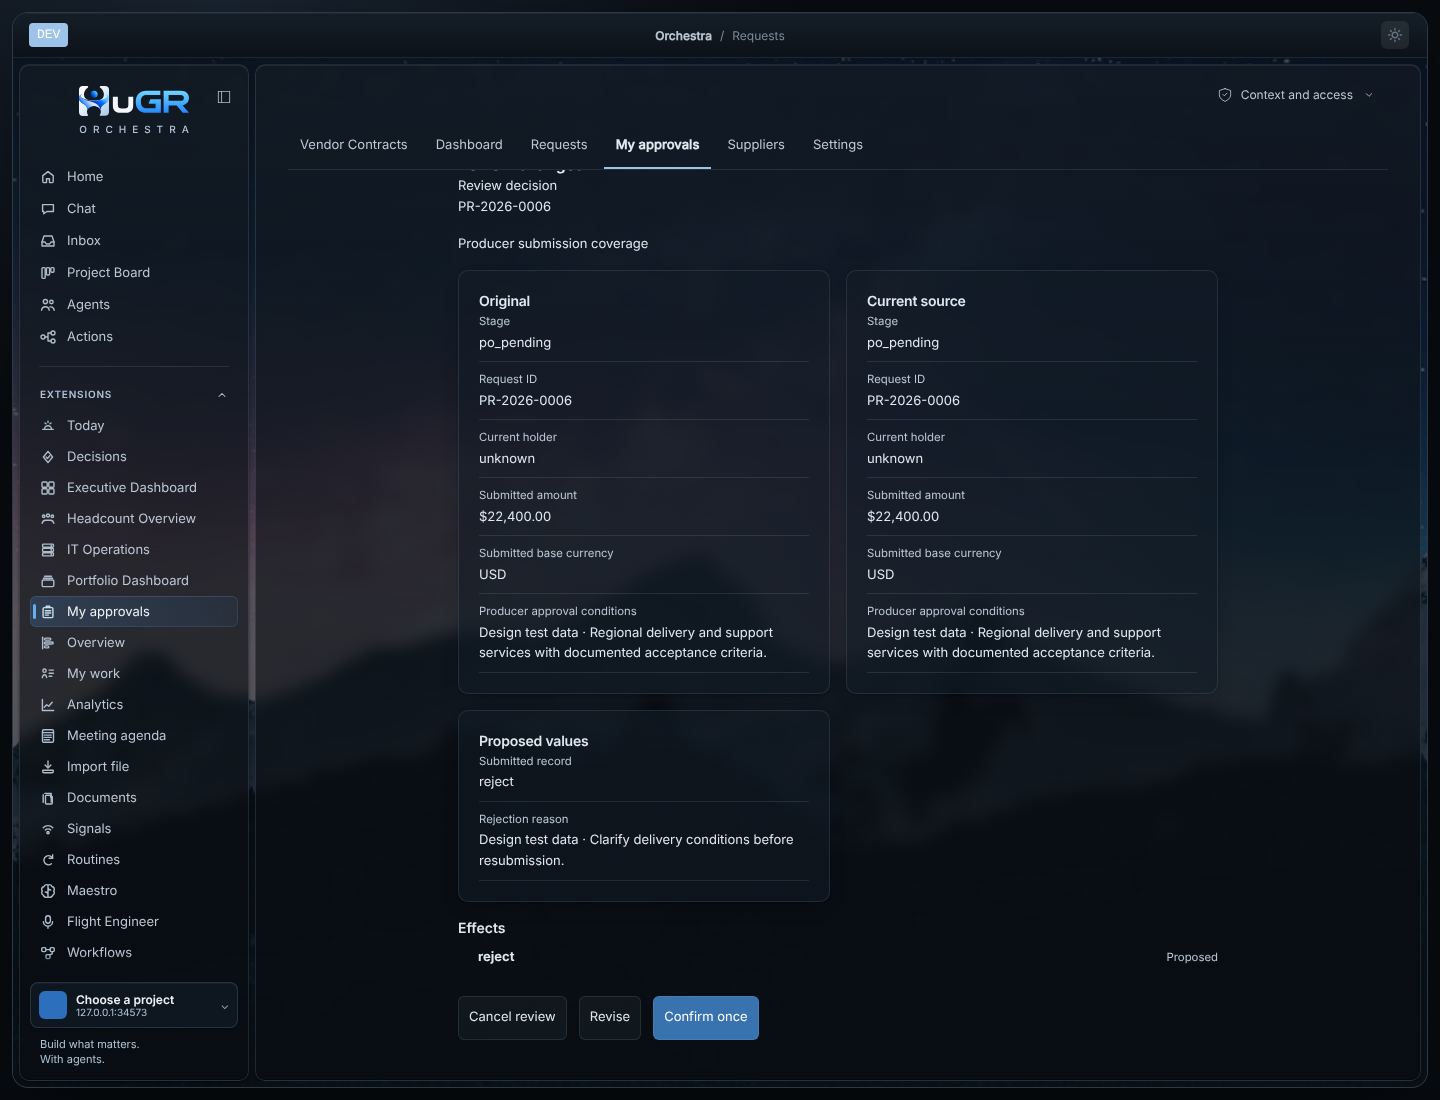 DEV
Orchestra / Requests
HuGR
ORCHESTRA
Home
Chat
Inbox
Project Board
Agents
Actions
EXTENSIONS
Today
Decisions
Executive Dashboard
Headcount Overview
IT Operations
Portfolio Dashboard
My approvals
Overview
My work
Analytics
Meeting agenda
Import file
Documents
Signals
Routines
Maestro
Flight Engineer
Workflows
Choose a project
127.0.0.1:34573
Build what matters.
With agents.
Context and access
Vendor Contracts Dashboard Requests My approvals Suppliers Settings
Review decision
PR-2026-0006
Producer submission coverage
Original
Stage
po_pending
Request ID
PR-2026-0006
Current holder
unknown
Submitted amount
$22,400.00
Submitted base currency
USD
Producer approval conditions
Design test data · Regional delivery and support
services with documented acceptance criteria.
Current source
Stage
po_pending
Request ID
PR-2026-0006
Current holder
unknown
Submitted amount
$22,400.00
Submitted base currency
USD
Producer approval conditions
Design test data · Regional delivery and support
services with documented acceptance criteria.
Proposed values
Submitted record
reject
Rejection reason
Design test data · Clarify delivery conditions before
resubmission.
Effects
reject Proposed
Cancel review Revise Confirm once